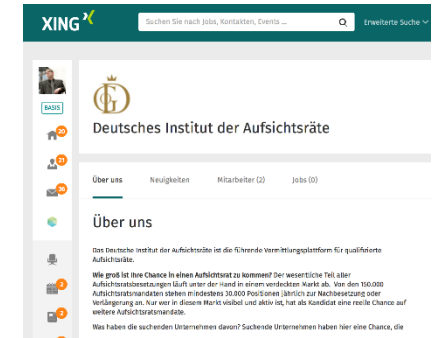 XING
Suchen Sie nach Jobs, Kontakten, Events ...
Erweiterte Suche
BASIS
20
21
36
2
2
Deutsches Institut der Aufsichtsräte
Über uns Neuigkeiten Mitarbeiter (2) Jobs (0)
Über uns
Das Deutsche Institut der Aufsichtsräte ist die führende Vermittlungsplattform für qualifizierte
Aufsichtsräte.
Wie groß ist Ihre Chance in einen Aufsichtsrat zu kommen? Der wesentliche Teil aller
Aufsichtsratsbesetzungen läuft unter der Hand in einem verdeckten Markt ab. Von den 150.000
Aufsichtsratsmandaten stehen mindestens 30.000 Positionen jährlich zur Nachbesetzung oder
Verlängerung an. Nur wer in diesem Markt visibel und aktiv ist, hat als Kandidat eine reelle Chance auf
weitere Aufsichtsratsmandate.
Was haben die suchenden Unternehmen davon? Suchende Unternehmen haben hier eine Chance, die